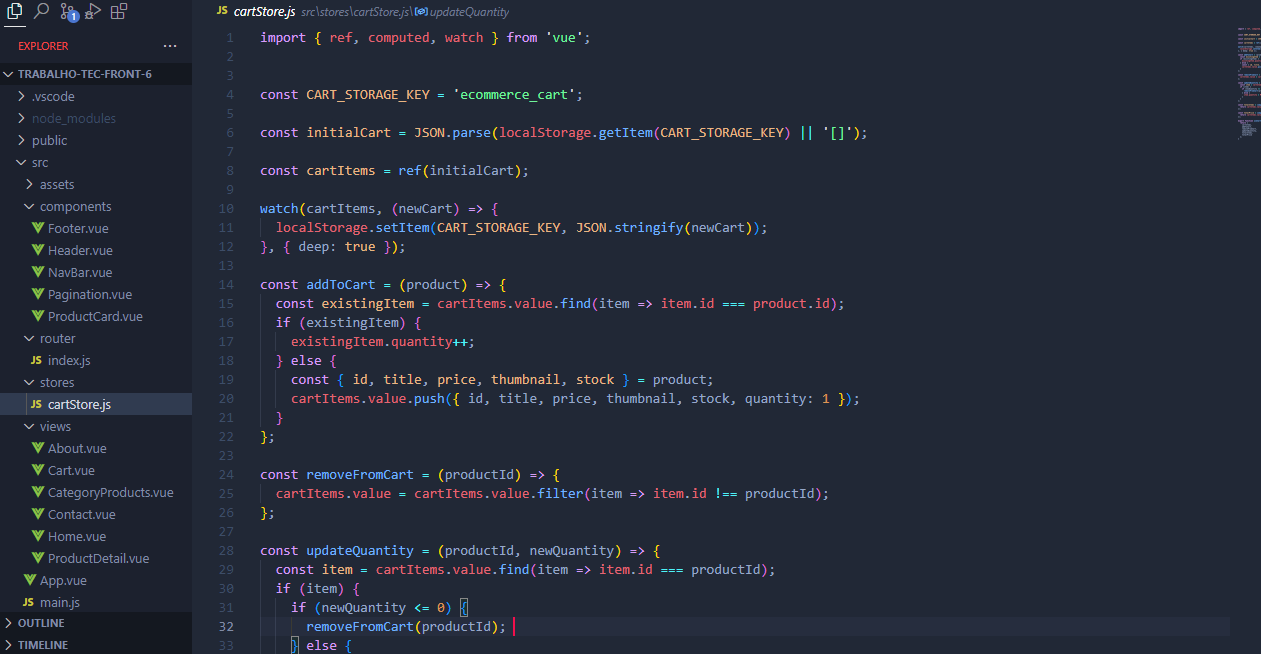 EXPLORER
TRABALHO-TEC-FRONT-6
.vscode
node_modules
public
src
assets
components
Footer.vue
Header.vue
NavBar.vue
Pagination.vue
ProductCard.vue
router
JS index.js
stores
JS cartStore.js
views
About.vue
Cart.vue
CategoryProducts.vue
Contact.vue
Home.vue
ProductDetail.vue
App.vue
JS main.js
OUTLINE
TIMELINE
1
JS cartStore.js src\stores\cartStore.js\updateQuantity
1 import { ref, computed, watch } from 'vue';
2
3
4 const CART_STORAGE_KEY = 'ecommerce_cart';
5
6 const initialCart = JSON.parse(localStorage.getItem(CART_STORAGE_KEY) || '[]');
7
8 const cartItems = ref(initialCart);
9
10 watch(cartItems, (newCart) => {
11   localStorage.setItem(CART_STORAGE_KEY, JSON.stringify(newCart));
12 }, { deep: true });
13
14 const addToCart = (product) => {
15   const existingItem = cartItems.value.find(item => item.id === product.id);
16   if (existingItem) {
17     existingItem.quantity++;
18   } else {
19     const { id, title, price, thumbnail, stock } = product;
20     cartItems.value.push({ id, title, price, thumbnail, stock, quantity: 1 });
21   }
22 };
23
24 const removeFromCart = (productId) => {
25   cartItems.value = cartItems.value.filter(item => item.id !== productId);
26 };
27
28 const updateQuantity = (productId, newQuantity) => {
29   const item = cartItems.value.find(item => item.id === productId);
30   if (item) {
31     if (newQuantity <= 0) {
32       removeFromCart(productId);
33     } else {